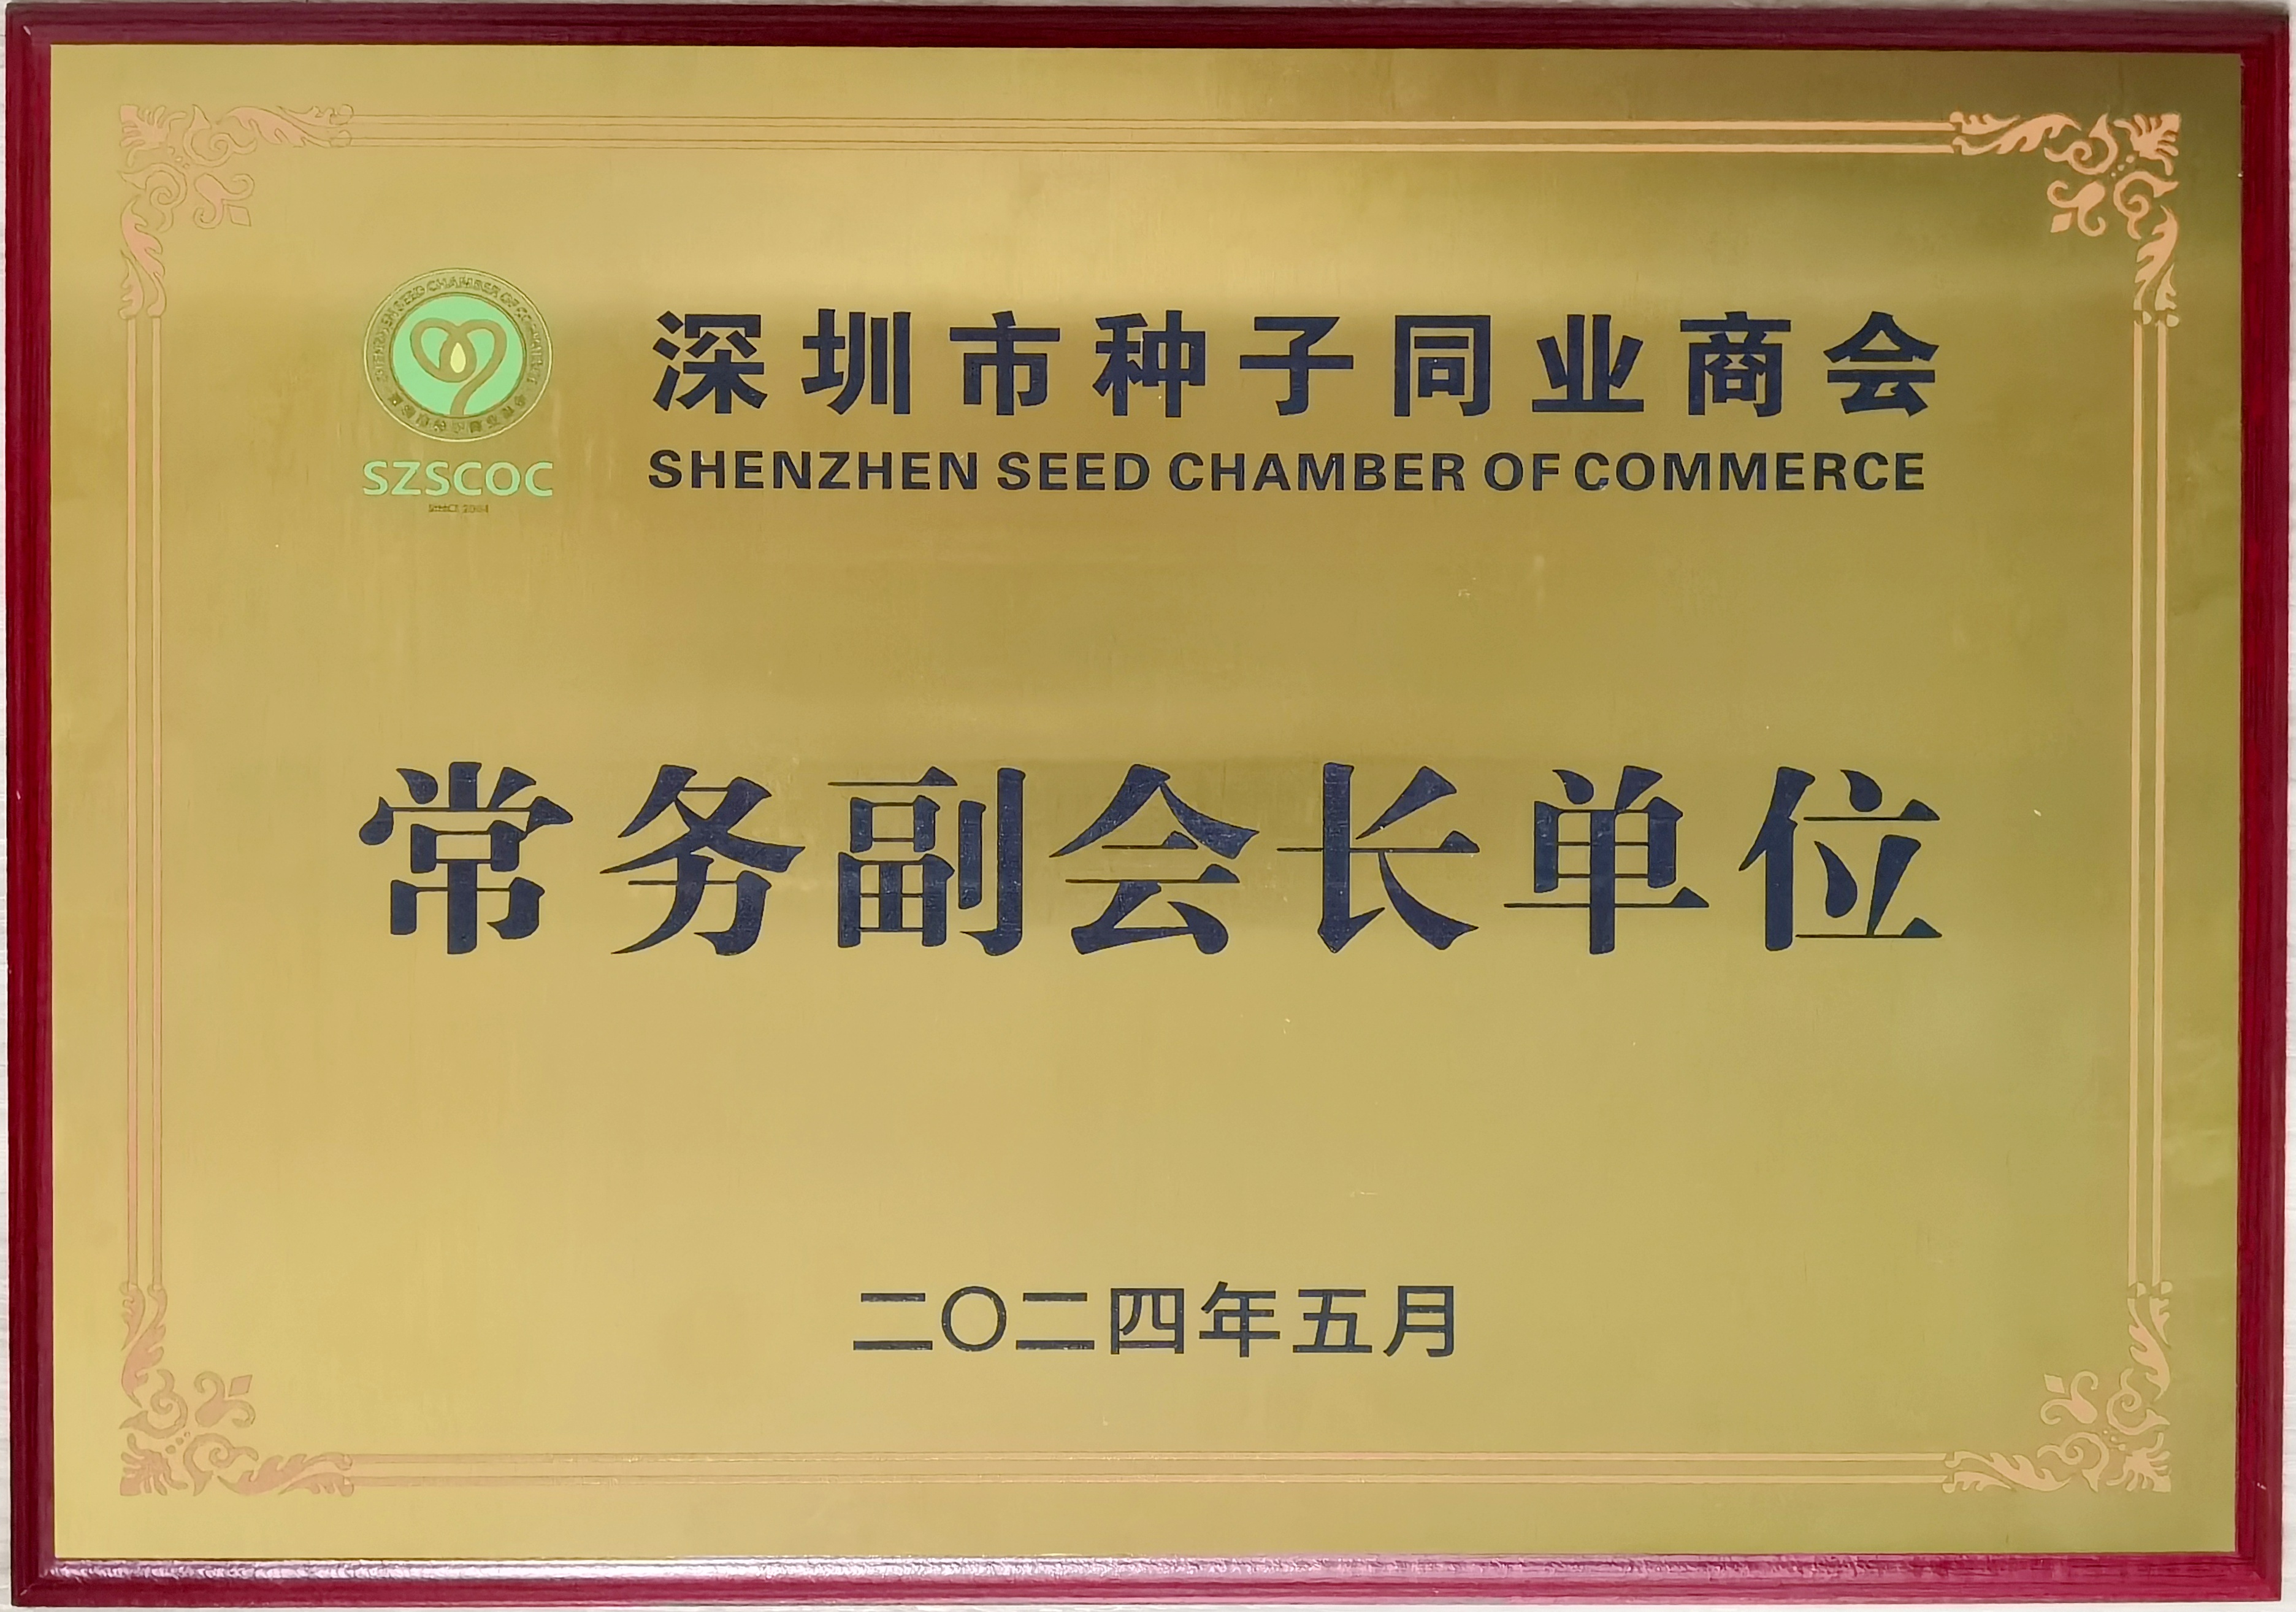 深圳市种子同业商会
SHENZHEN SEED CHAMBER OF COMMERCE
SZSCOC
常务副会长单位
二〇二四年五月